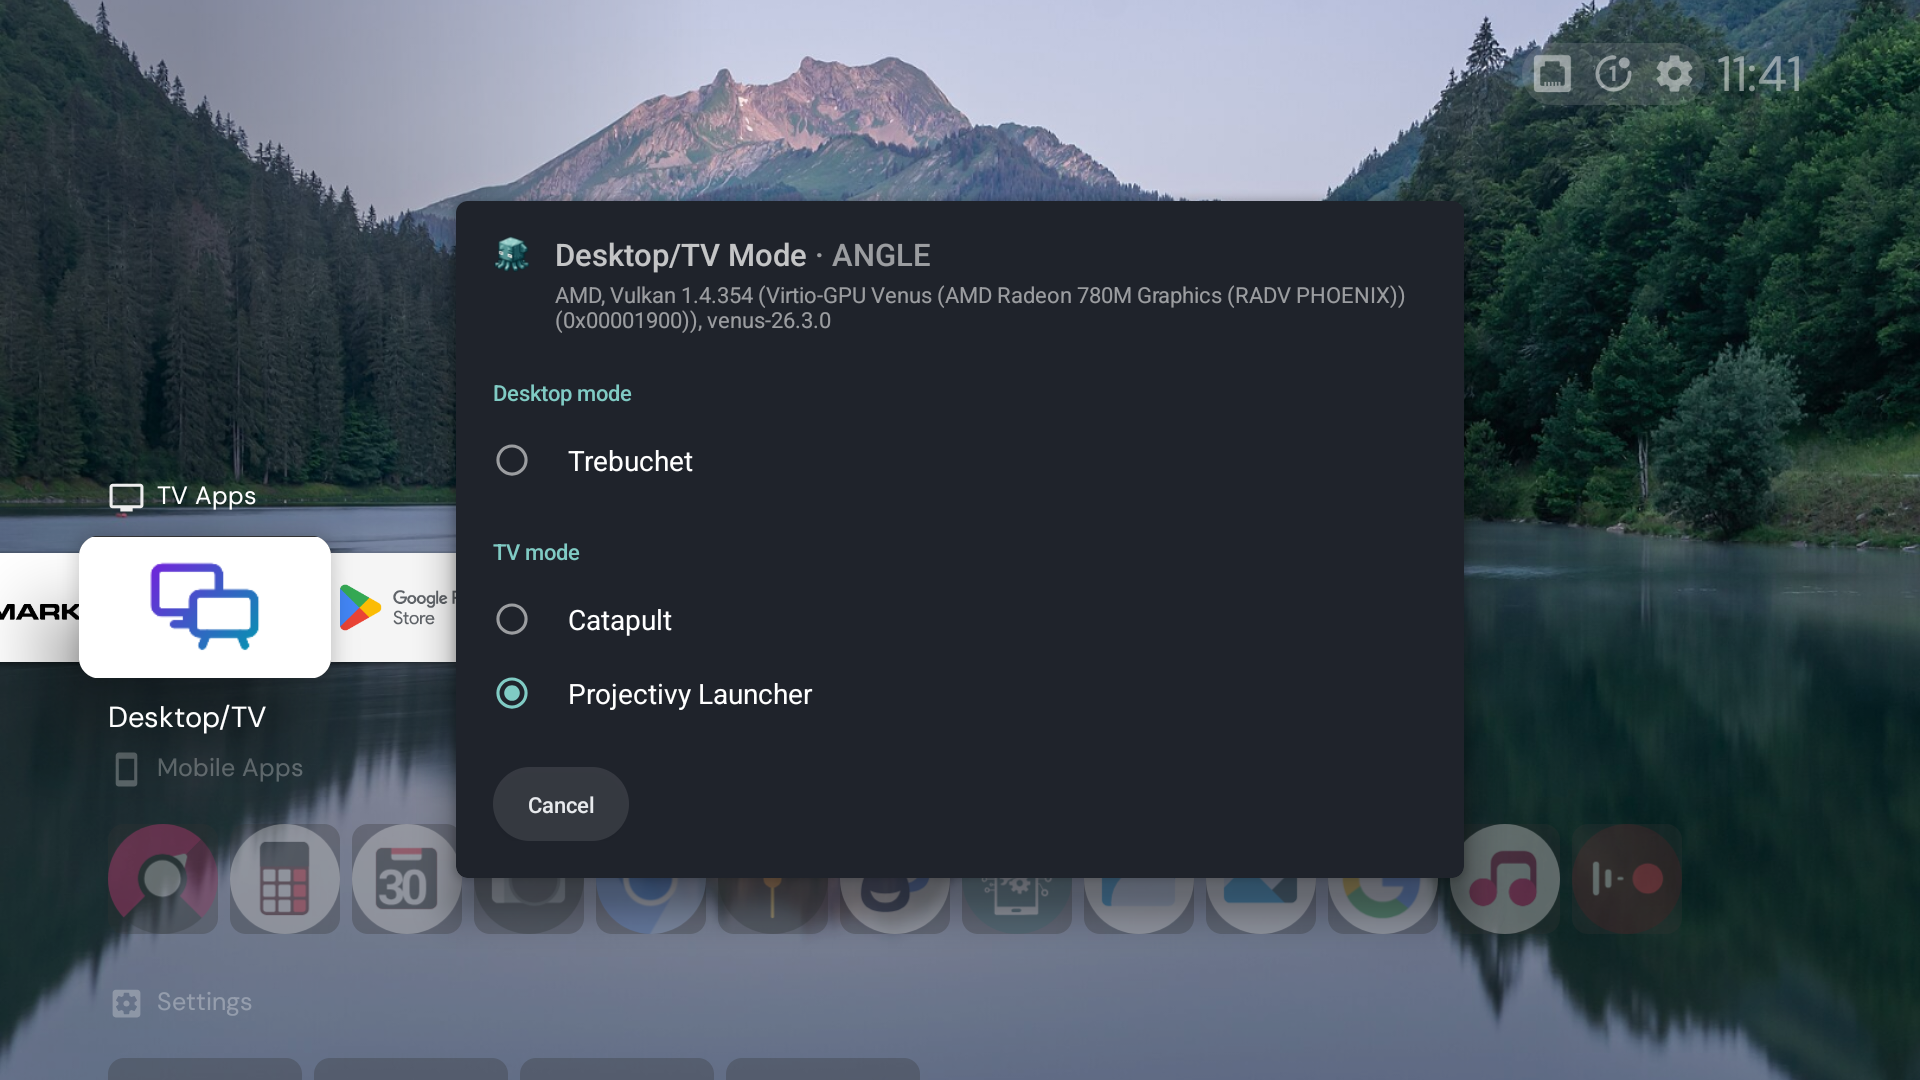 11:41
Desktop/TV Mode · ANGLE
AMD, Vulkan 1.4.354 (Virtio-GPU Venus (AMD Radeon 780M Graphics (RADV PHOENIX))
(0x00001900)), venus-26.3.0
Desktop mode
Trebuchet
TV mode
Catapult
Projectivy Launcher
Cancel
TV Apps
MARK
Google
Store
Desktop/TV
Mobile Apps
30
Settings